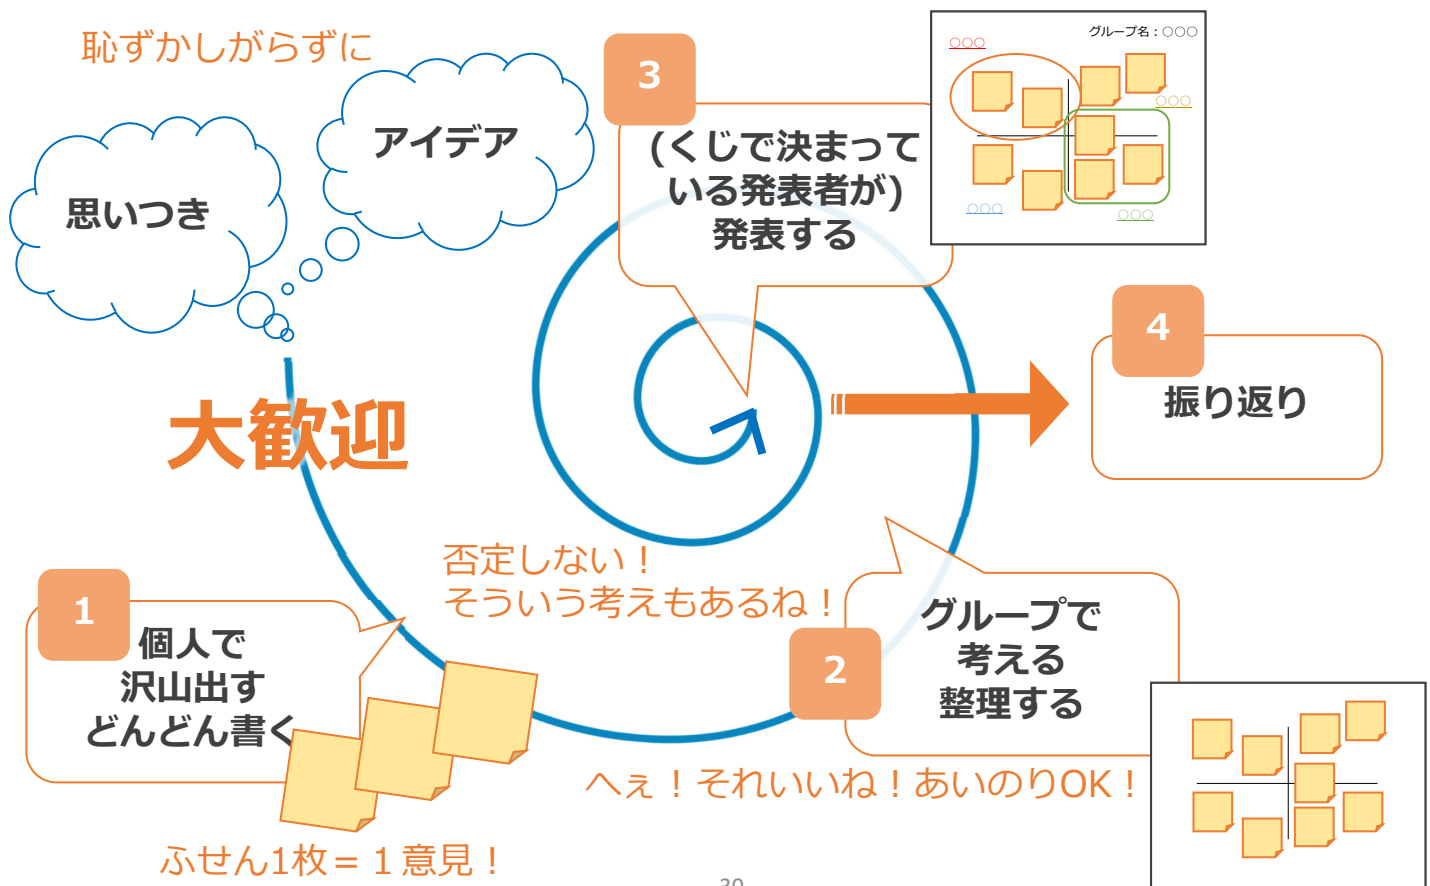 恥ずかしがらずに
アイデア
思いつき
大歓迎
1
個人で
沢山出す
どんどん書く
ふせん1枚=１意見！
否定しない！
そういう考えもあるね！
2
グループで
考える
整理する
へぇ！それいいね！あいのりOK！
3
(くじで決まって
いる発表者が)
発表する
グループ名：○○○
○○○
○○○
○○○
○○○
4
振り返り
30